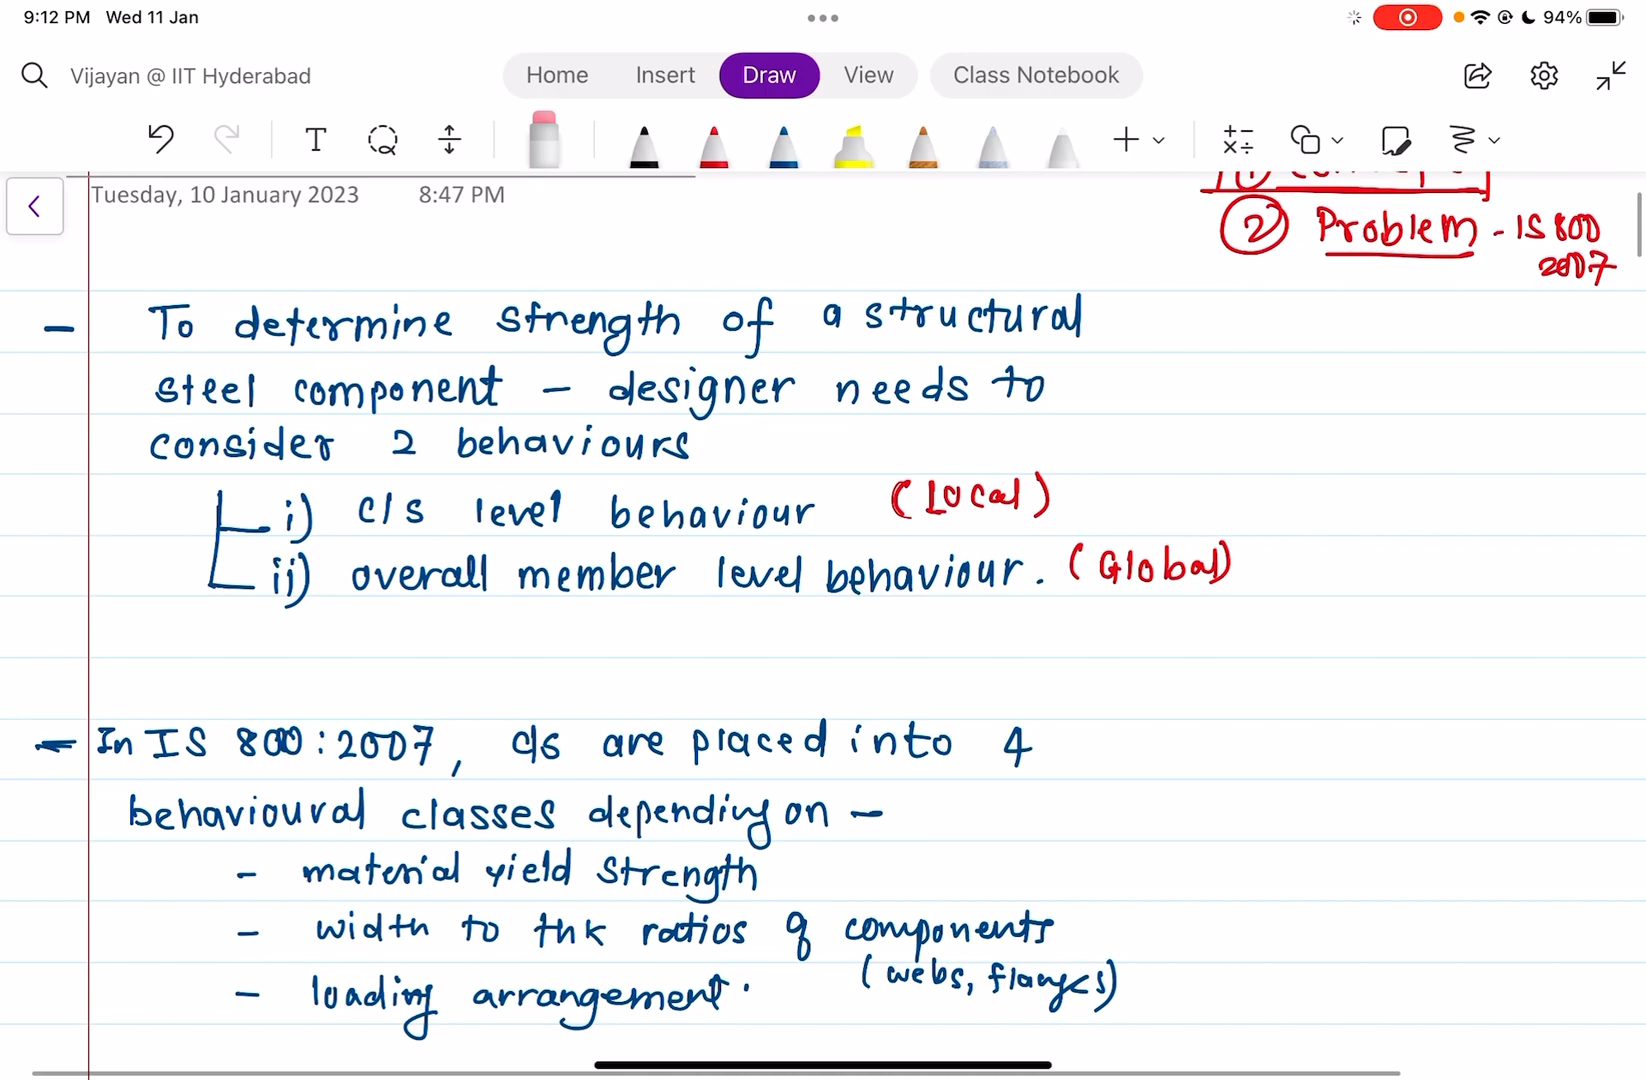 9:12 PM Wed 11 Jan
94%
Vijayan @ IIT Hyderabad
Home Insert Draw View Class Notebook
Tuesday, 10 January 2023 8:47 PM
② Problem - IS 800
2007
- To determine strength of a structural
steel component - designer needs to
consider 2 behaviours
i) c/s level behaviour (Local)
ii) overall member level behaviour. (Global)
- In IS 800:2007, c/s are placed into 4
behavioural classes depending on -
- material yield strength
- width to thk ratios of components
(webs, flanges)
- loading arrangement.